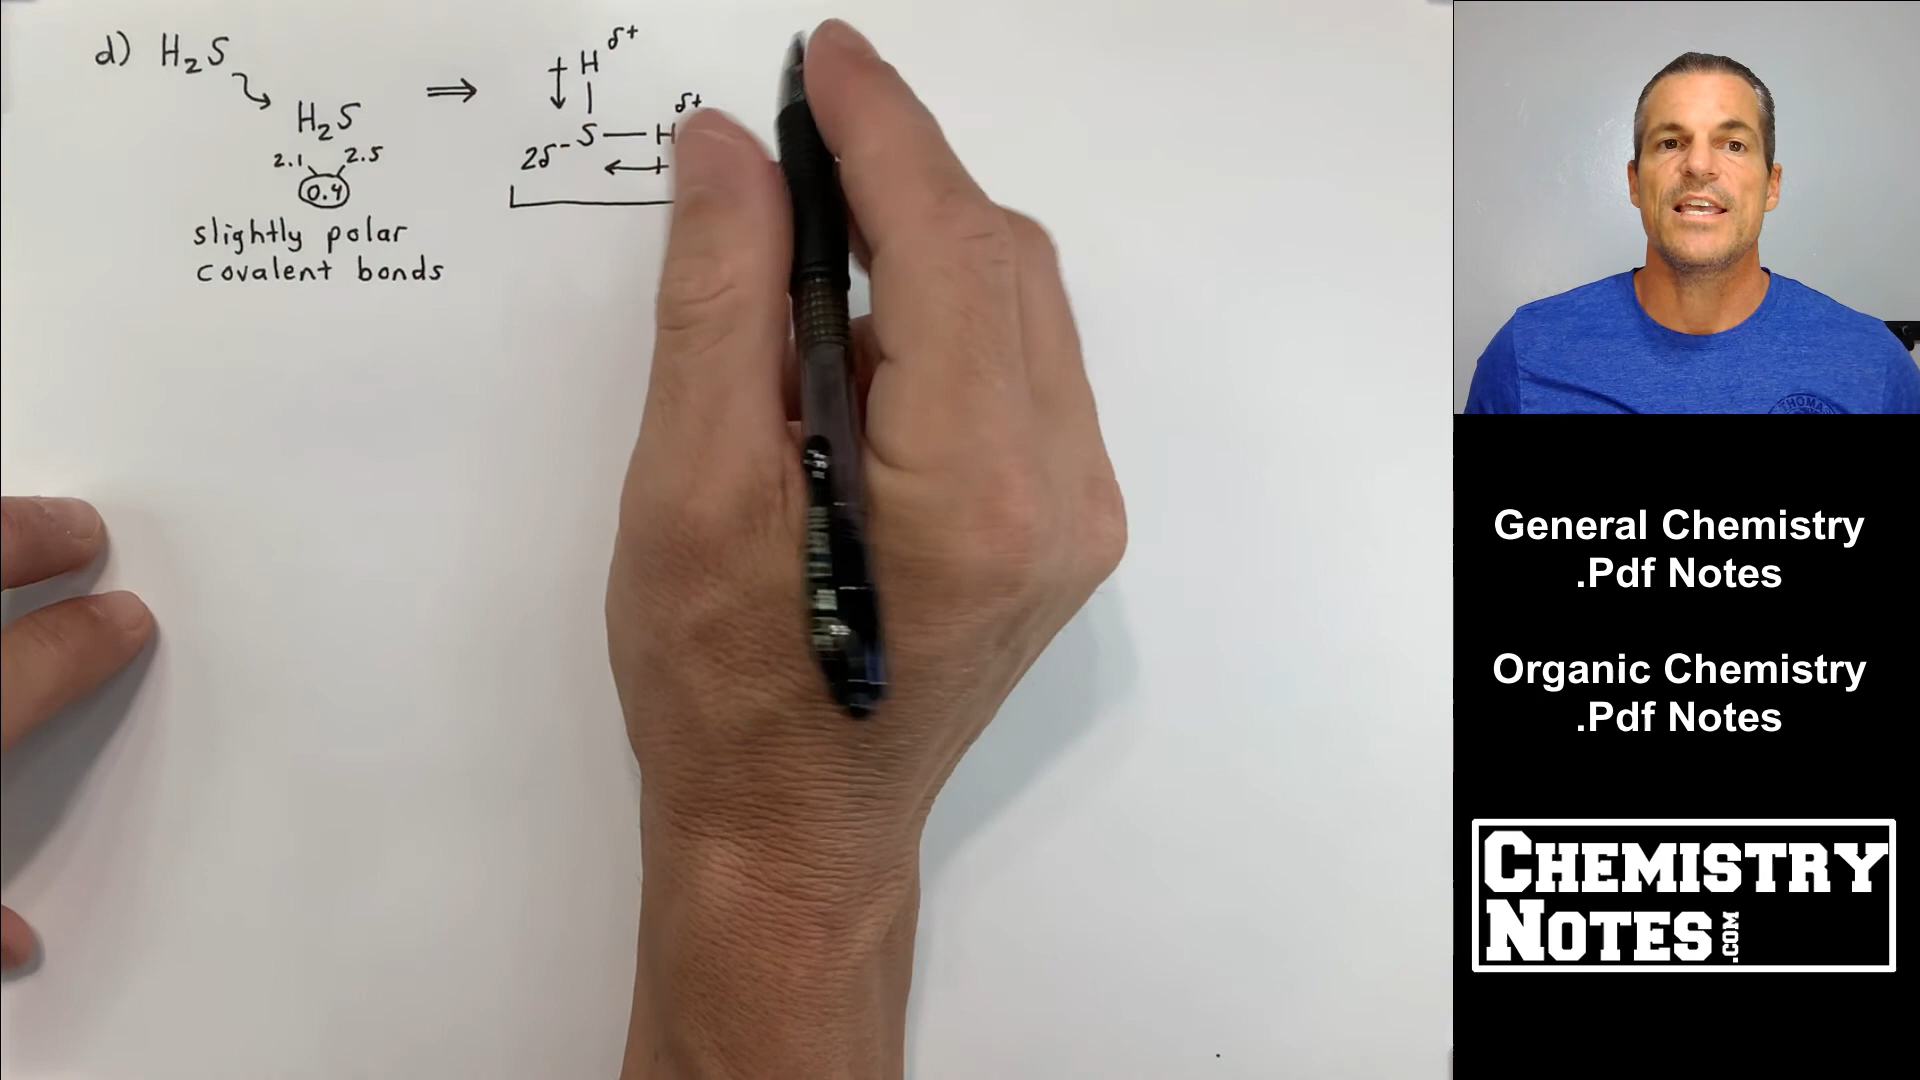 d) H₂S
H₂S
2.1 2.5
0.4
slightly polar
covalent bonds
⇒
H δ+
S — H δ+
2δ-
General Chemistry
.Pdf Notes
Organic Chemistry
.Pdf Notes
CHEMISTRY
NOTES.COM